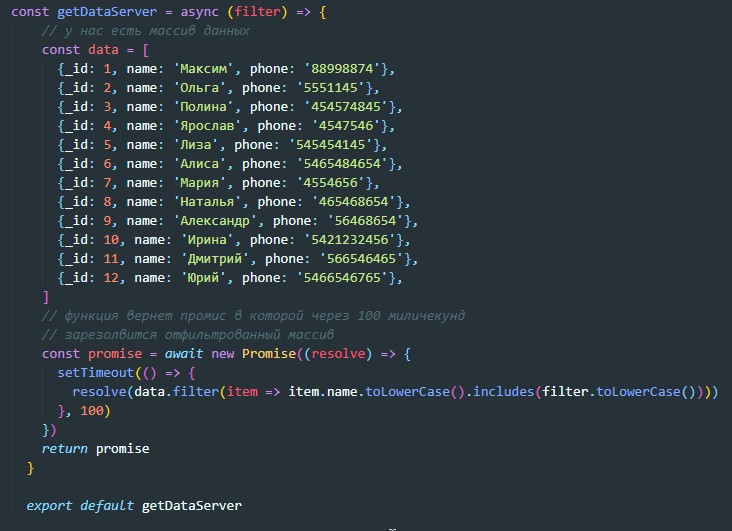 const getDataServer = async (filter) => {
// у нас есть массив данных
const data = [
{_id: 1, name: 'Максим', phone: '88998874'},
{_id: 2, name: 'Ольга', phone: '5551145'},
{_id: 3, name: 'Полина', phone: '454574845'},
{_id: 4, name: 'Ярослав', phone: '4547546'},
{_id: 5, name: 'Лиза', phone: '545454145'},
{_id: 6, name: 'Алиса', phone: '5465484654'},
{_id: 7, name: 'Мария', phone: '4554656'},
{_id: 8, name: 'Наталья', phone: '465468654'},
{_id: 9, name: 'Александр', phone: '56468654'},
{_id: 10, name: 'Ирина', phone: '5421232456'},
{_id: 11, name: 'Дмитрий', phone: '566546465'},
{_id: 12, name: 'Юрий', phone: '5466546765'},
]
// функция вернет промис в которой через 100 миличекунд
// зарезолвится отфильтрованный массив
const promise = await new Promise((resolve) => {
setTimeout(() => {
resolve(data.filter(item => item.name.toLowerCase().includes(filter.toLowerCase())))
}, 100)
})
return promise
}
export default getDataServer